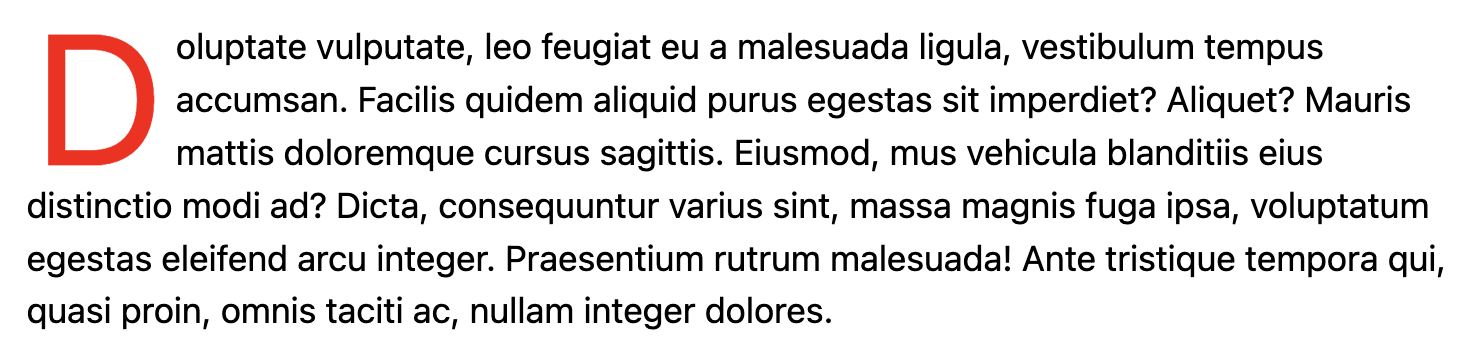 Doluptate vulputate, leo feugiat eu a malesuada ligula, vestibulum tempus
accumsan. Facilis quidem aliquid purus egestas sit imperdiet? Aliquet? Mauris
mattis doloremque cursus sagittis. Eiusmod, mus vehicula blanditiis eius
distinctio modi ad? Dicta, consequuntur varius sint, massa magnis fuga ipsa, voluptatum
egestas eleifend arcu integer. Praesentium rutrum malesuada! Ante tristique tempora qui,
quasi proin, omnis taciti ac, nullam integer dolores.